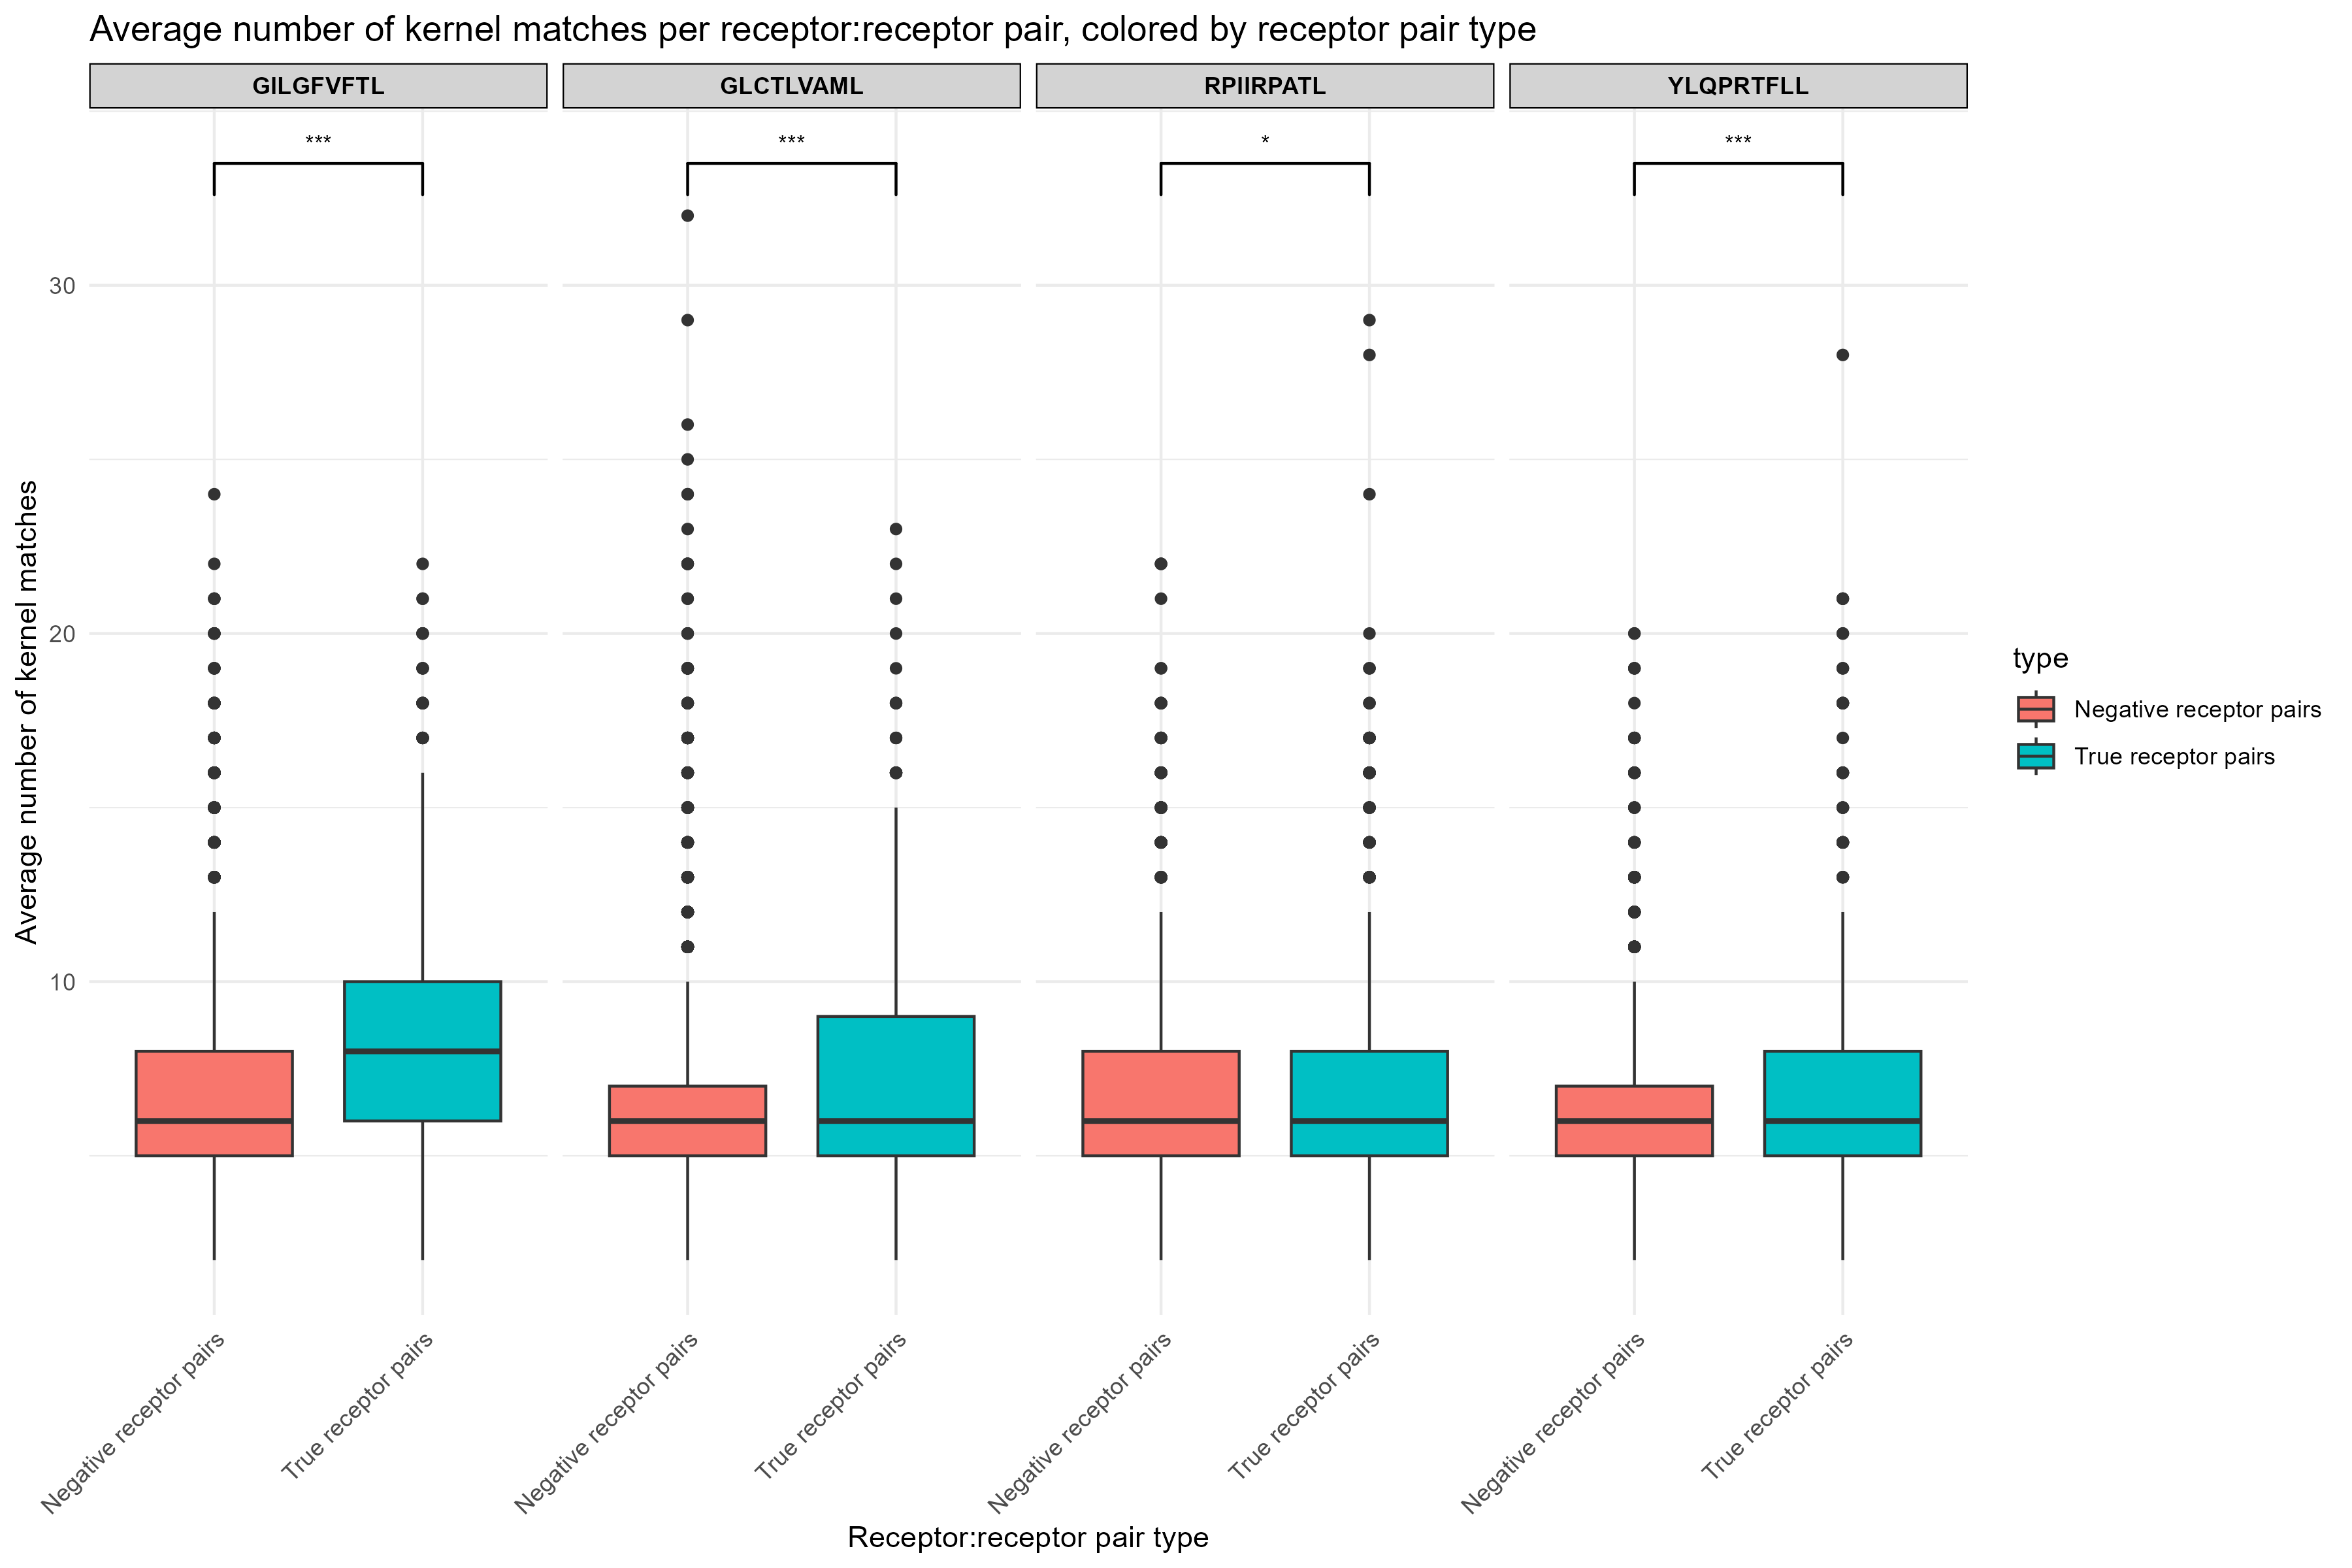 Average number of kernel matches per receptor:receptor pair, colored by receptor pair type
GILGFVFTL
GLCTLVAML
RPIIRPATL
YLQPRTFLL
***
***
*
***
Average number of kernel matches
30
20
10
Negative receptor pairs
True receptor pairs
Negative receptor pairs
True receptor pairs
Negative receptor pairs
True receptor pairs
Negative receptor pairs
True receptor pairs
Receptor:receptor pair type
type
Negative receptor pairs
True receptor pairs